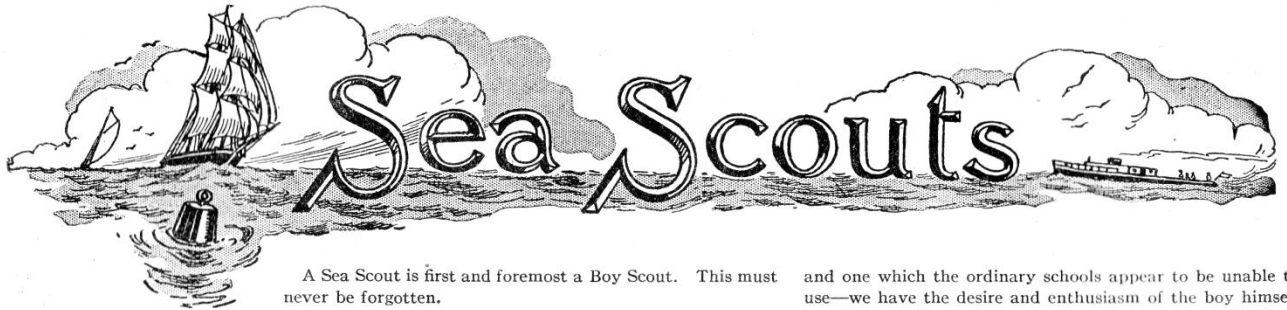 Sea Scouts
A Sea Scout is first and foremost a Boy Scout. This must
never be forgotten.
and one which the ordinary schools appear to be unable
use—we have the desire and enthusiasm of the boy